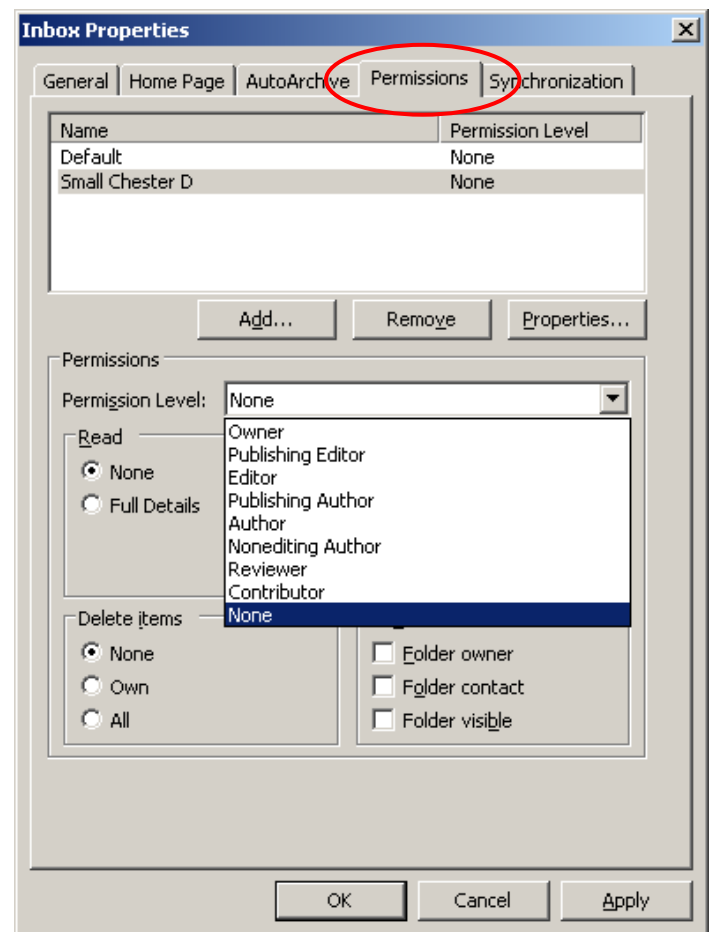 Inbox Properties
General Home Page AutoArchive Permissions Synchronization
Name Permission Level
Default None
Small Chester D None
Add... Remove Properties...
Permissions
Permission Level: None
Read
None
Full Details
Owner
Publishing Editor
Editor
Publishing Author
Author
Nonediting Author
Reviewer
Contributor
None
Delete items
None
Own
All
Folder owner
Folder contact
Folder visible
OK Cancel Apply